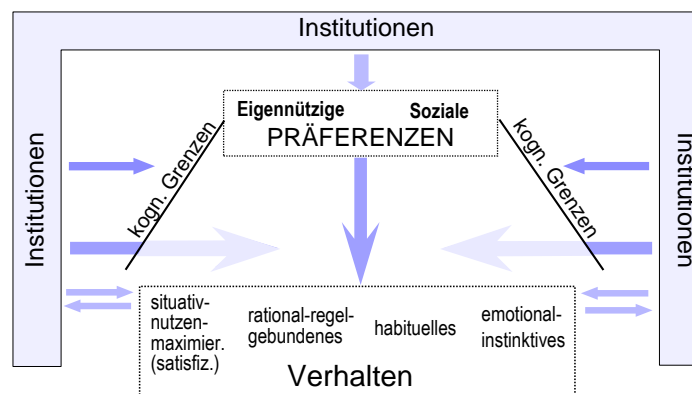 Institutionen
Institutionen
Institutionen
Eigennützige Soziale
PRÄFERENZEN
kogn. Grenzen
kogn. Grenzen
situativ-
nutzen-
maximier.
(satisfiz.)
rational-regel-
gebundenes
habituelles
emotional-
instinktives
Verhalten